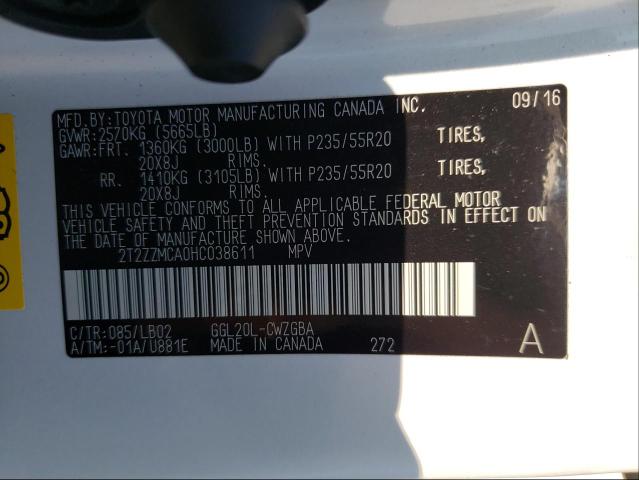 MFD.BY:TOYOTA MOTOR MANUFACTURING CANADA INC. 09/16
GVWR:2570KG (5665LB)
GAWR:FRT. 1360KG (3000LB) WITH P235/55R20 TIRES,
20X8J RIMS.
RR. 1410KG (3105LB) WITH P235/55R20 TIRES,
20X8J RIMS.
THIS VEHICLE CONFORMS TO ALL APPLICABLE FEDERAL MOTOR
VEHICLE SAFETY AND THEFT PREVENTION STANDARDS IN EFFECT ON
THE DATE OF MANUFACTURE SHOWN ABOVE.
2T2ZZMCA0HC038611 MPV
C/TR:085/LB02 GGL20L-CWZGBA
A/TM:-01A/U881E MADE IN CANADA 272 A